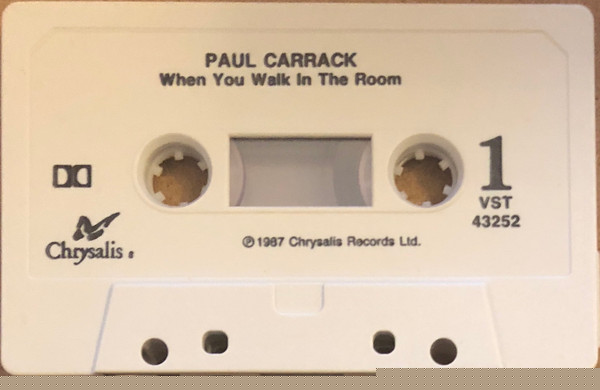 PAUL CARRACK
When You Walk In The Room
1
VST
43252
Chrysalis
℗ 1987 Chrysalis Records Ltd.